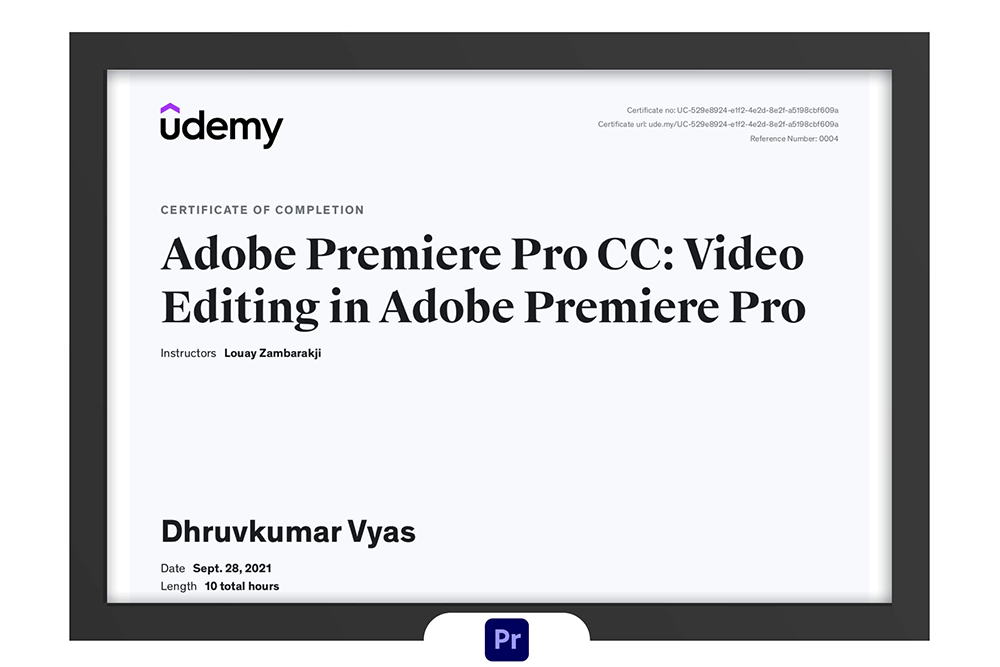 udemy
Certificate no: UC-529e8924-e1f2-4e2d-8e2f-a5198cbf609a
Certificate url: ude.my/UC-529e8924-e1f2-4e2d-8e2f-a5198cbf609a
Reference Number: 0004
CERTIFICATE OF COMPLETION
Adobe Premiere Pro CC: Video
Editing in Adobe Premiere Pro
Instructors Louay Zambarakji
Dhruvkumar Vyas
Date Sept. 28, 2021
Length 10 total hours
Pr